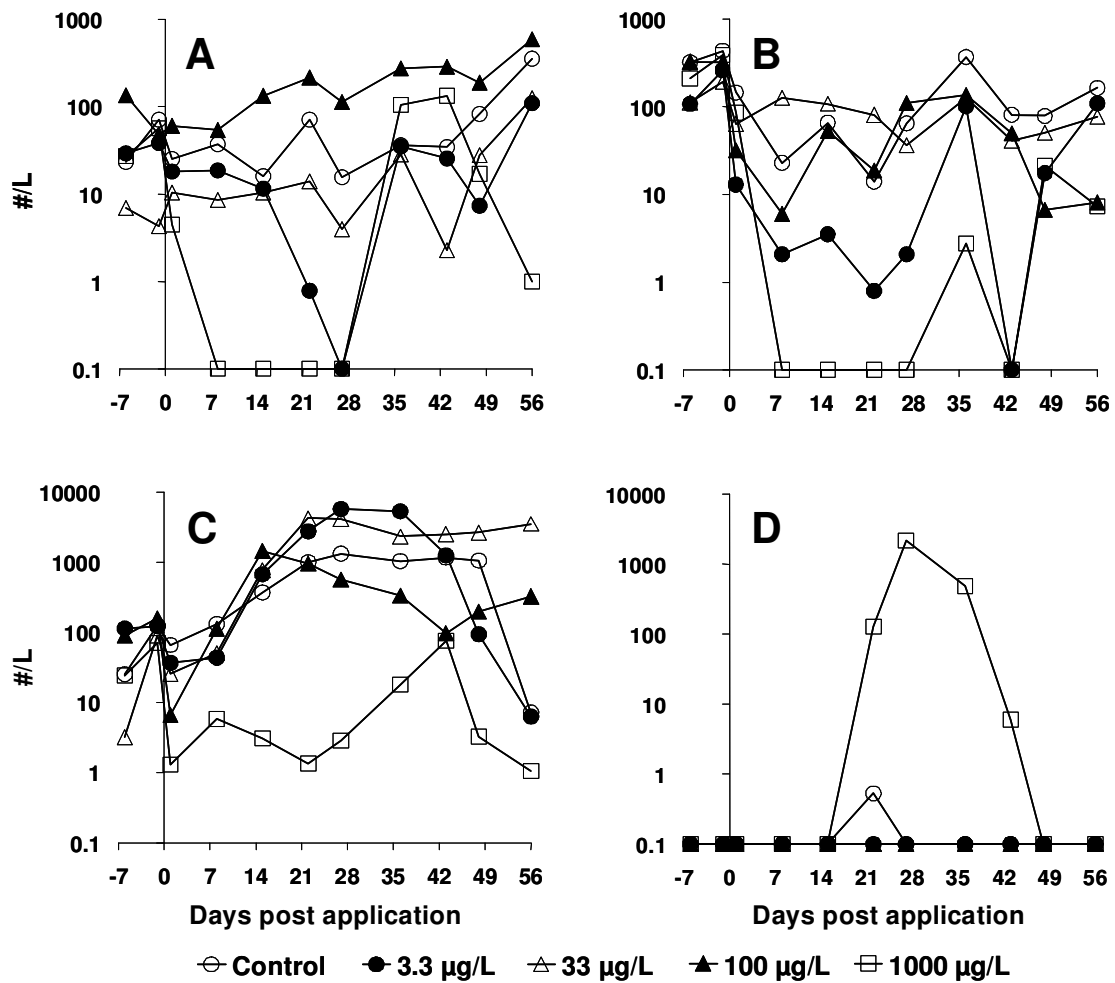 1000 A 1000 B
100 100
#/L
10 10
1 1
0.1 0.1
-7 0 7 14 21 28 35 42 49 56 -7 0 7 14 21 28 35 42 49 56
10000 C 10000 D
1000 1000
100 100
#/L
10 10
1 1
0.1 0.1
-7 0 7 14 21 28 35 42 49 56 -7 0 7 14 21 28 35 42 49 56
Days post application Days post application
Control 3.3 µg/L 33 µg/L 100 µg/L 1000 µg/L